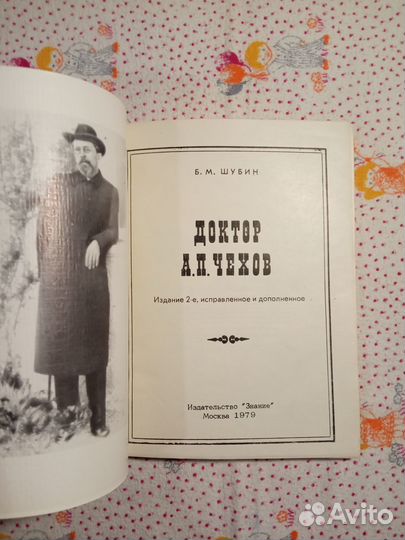 Б. М. ШУБИН
ДОКТОР
А.П.ЧЕХОВ
Издание 2-е, исправленное и дополненное
Издательство "Знание"
Москва 1979
Avito